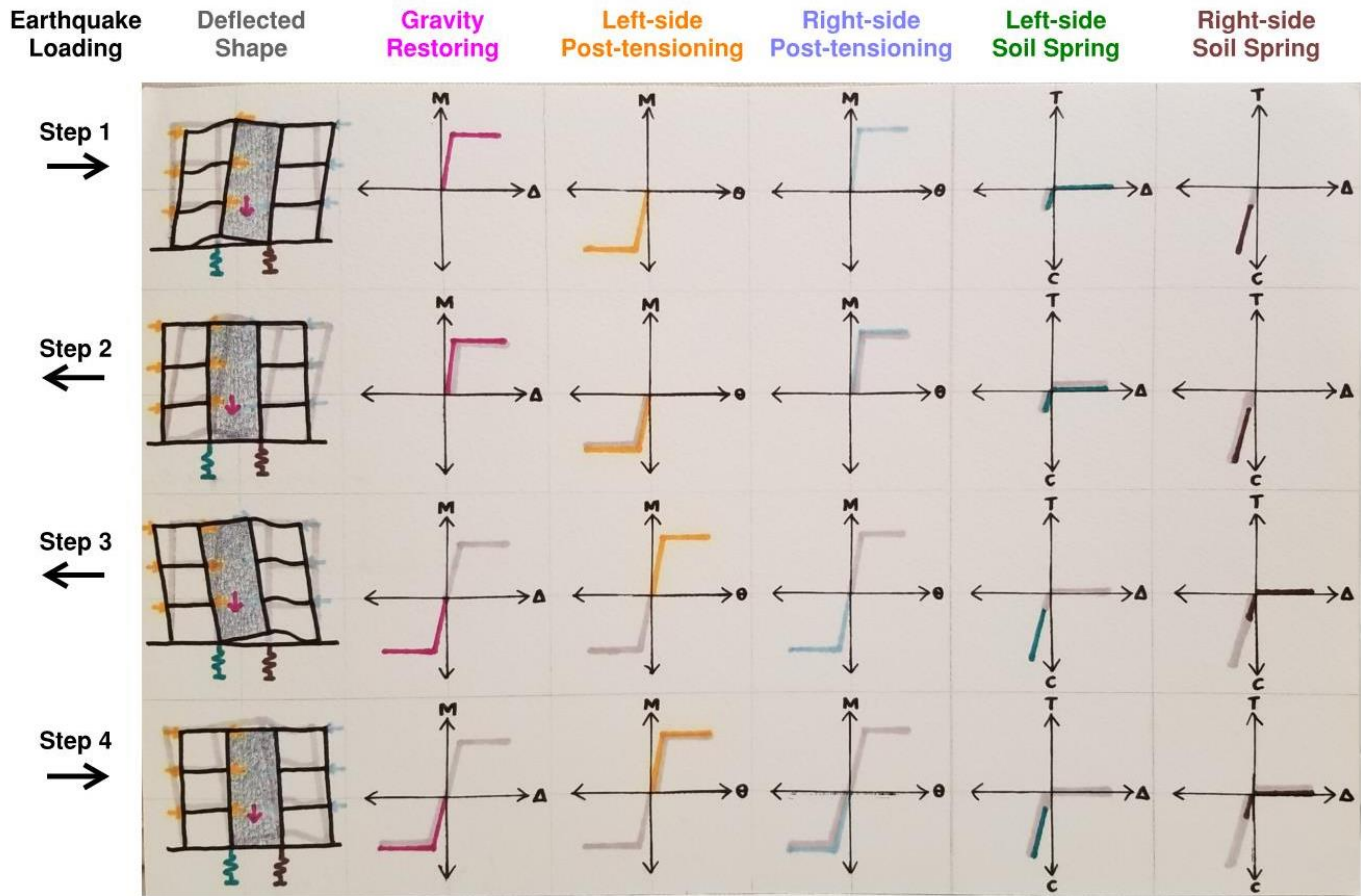 Earthquake Loading
Deflected Shape
Gravity Restoring
Left-side Post-tensioning
Right-side Post-tensioning
Left-side Soil Spring
Right-side Soil Spring
Step 1
M
Δ
M
θ
M
θ
T
Δ
C
T
Δ
C
Step 2
M
Δ
M
θ
M
θ
T
Δ
C
T
Δ
C
Step 3
M
Δ
M
θ
M
θ
T
Δ
C
T
Δ
C
Step 4
M
Δ
M
θ
M
θ
T
Δ
C
T
Δ
C